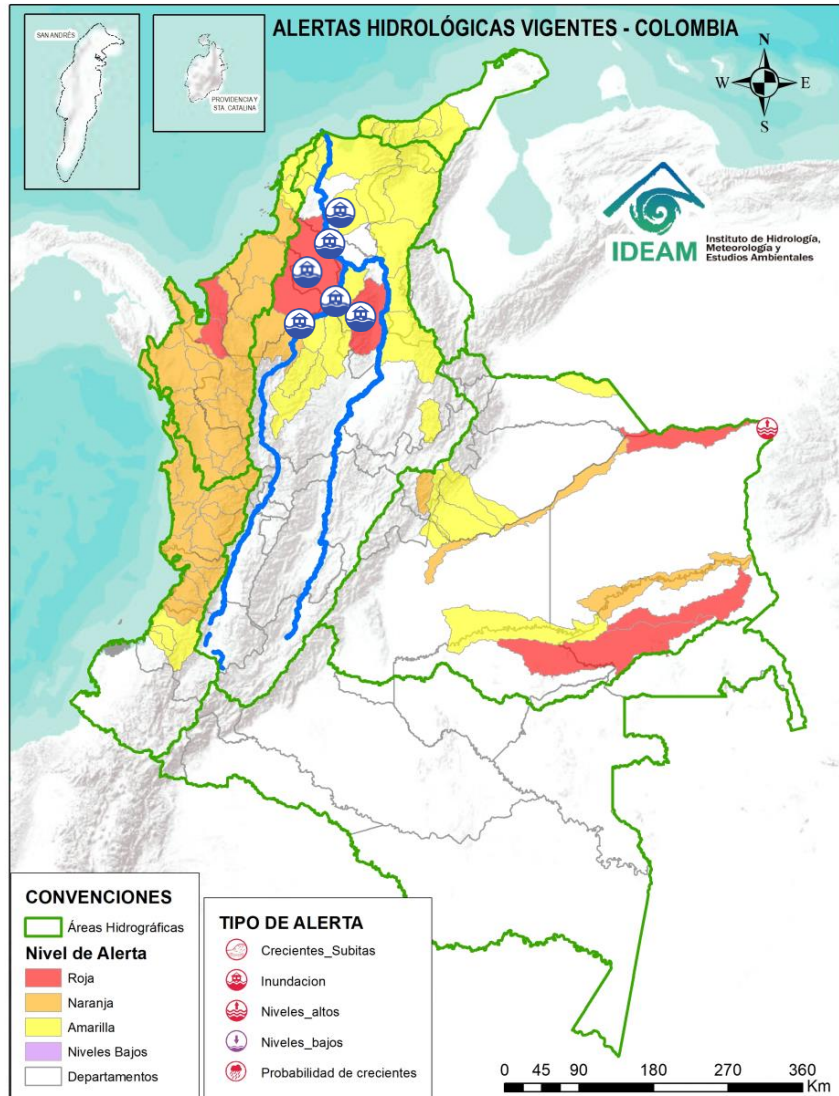 ALERTAS HIDROLÓGICAS VIGENTES - COLOMBIA
SAN ANDRÉS
PROVIDENCIA Y
STA. CATALINA
N
W
E
S
IDEAM
Instituto de Hidrología,
Meteorología y
Estudios Ambientales
CONVENCIONES
Áreas Hidrográficas
Nivel de Alerta
Roja
Naranja
Amarilla
Niveles Bajos
Departamentos
TIPO DE ALERTA
Crecientes_Subitas
Inundacion
Niveles_altos
Niveles_bajos
Probabilidad de crecientes
0 45 90 180 270 360
Km